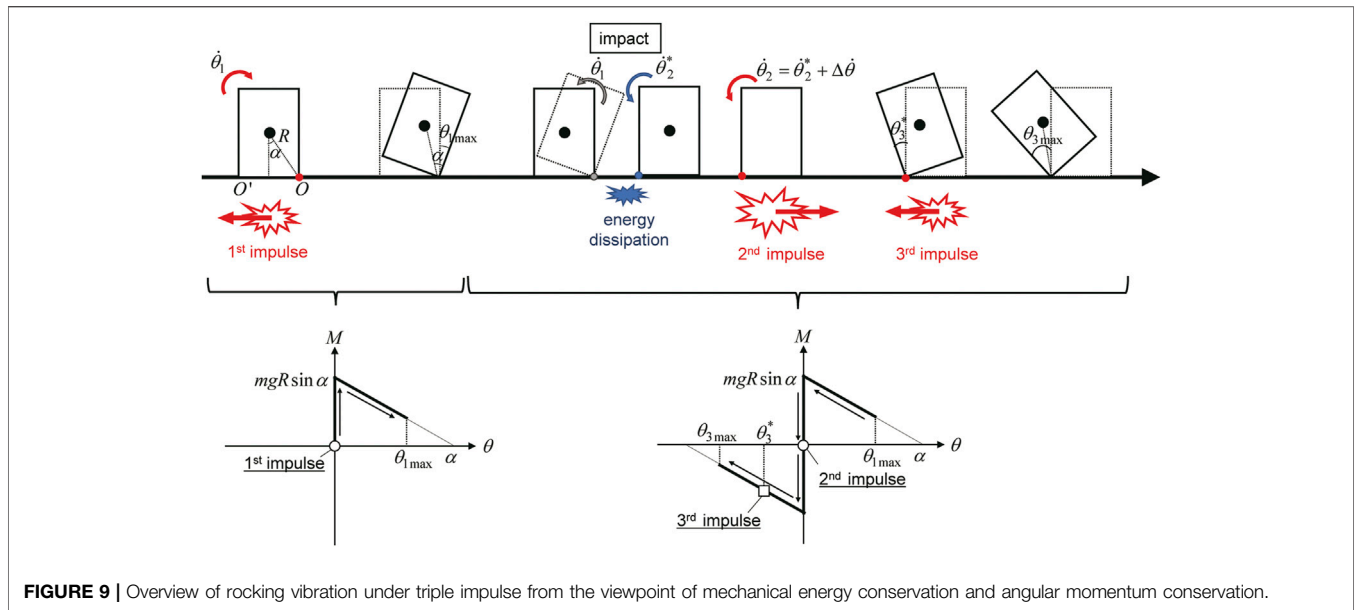 impact
θ̇₁
θ̇₁
θ̇₂*
θ̇₂ = θ̇₂* + Δθ̇
R
α
θ₁max
α
θ₃*
θ₃max
O'
O
1st impulse
energy
dissipation
2nd impulse
3rd impulse
M
mgR sin α
θ
θ₁max
α
1st impulse
M
mgR sin α
θ₃max
θ₃*
θ
θ₁max
α
2nd impulse
3rd impulse
FIGURE 9 | Overview of rocking vibration under triple impulse from the viewpoint of mechanical energy conservation and angular momentum conservation.